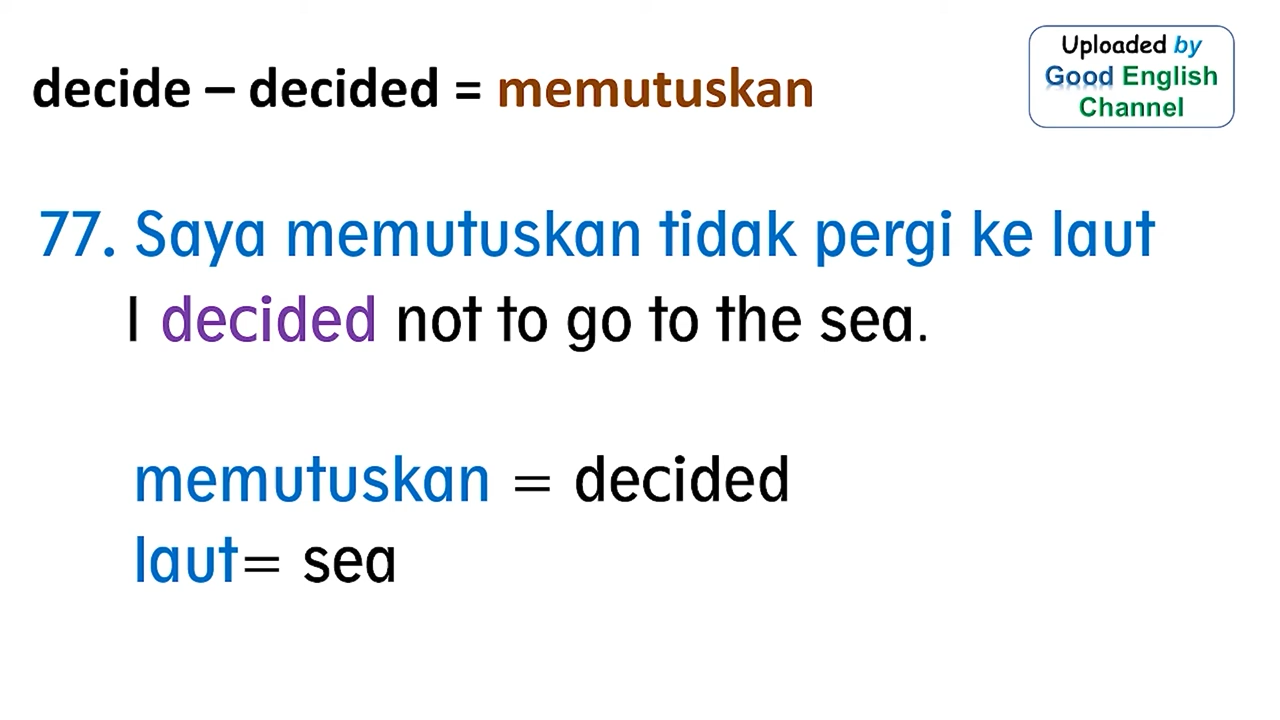 decide – decided = memutuskan
Uploaded by
Good English
Channel
77. Saya memutuskan tidak pergi ke laut
I decided not to go to the sea.
memutuskan = decided
laut= sea